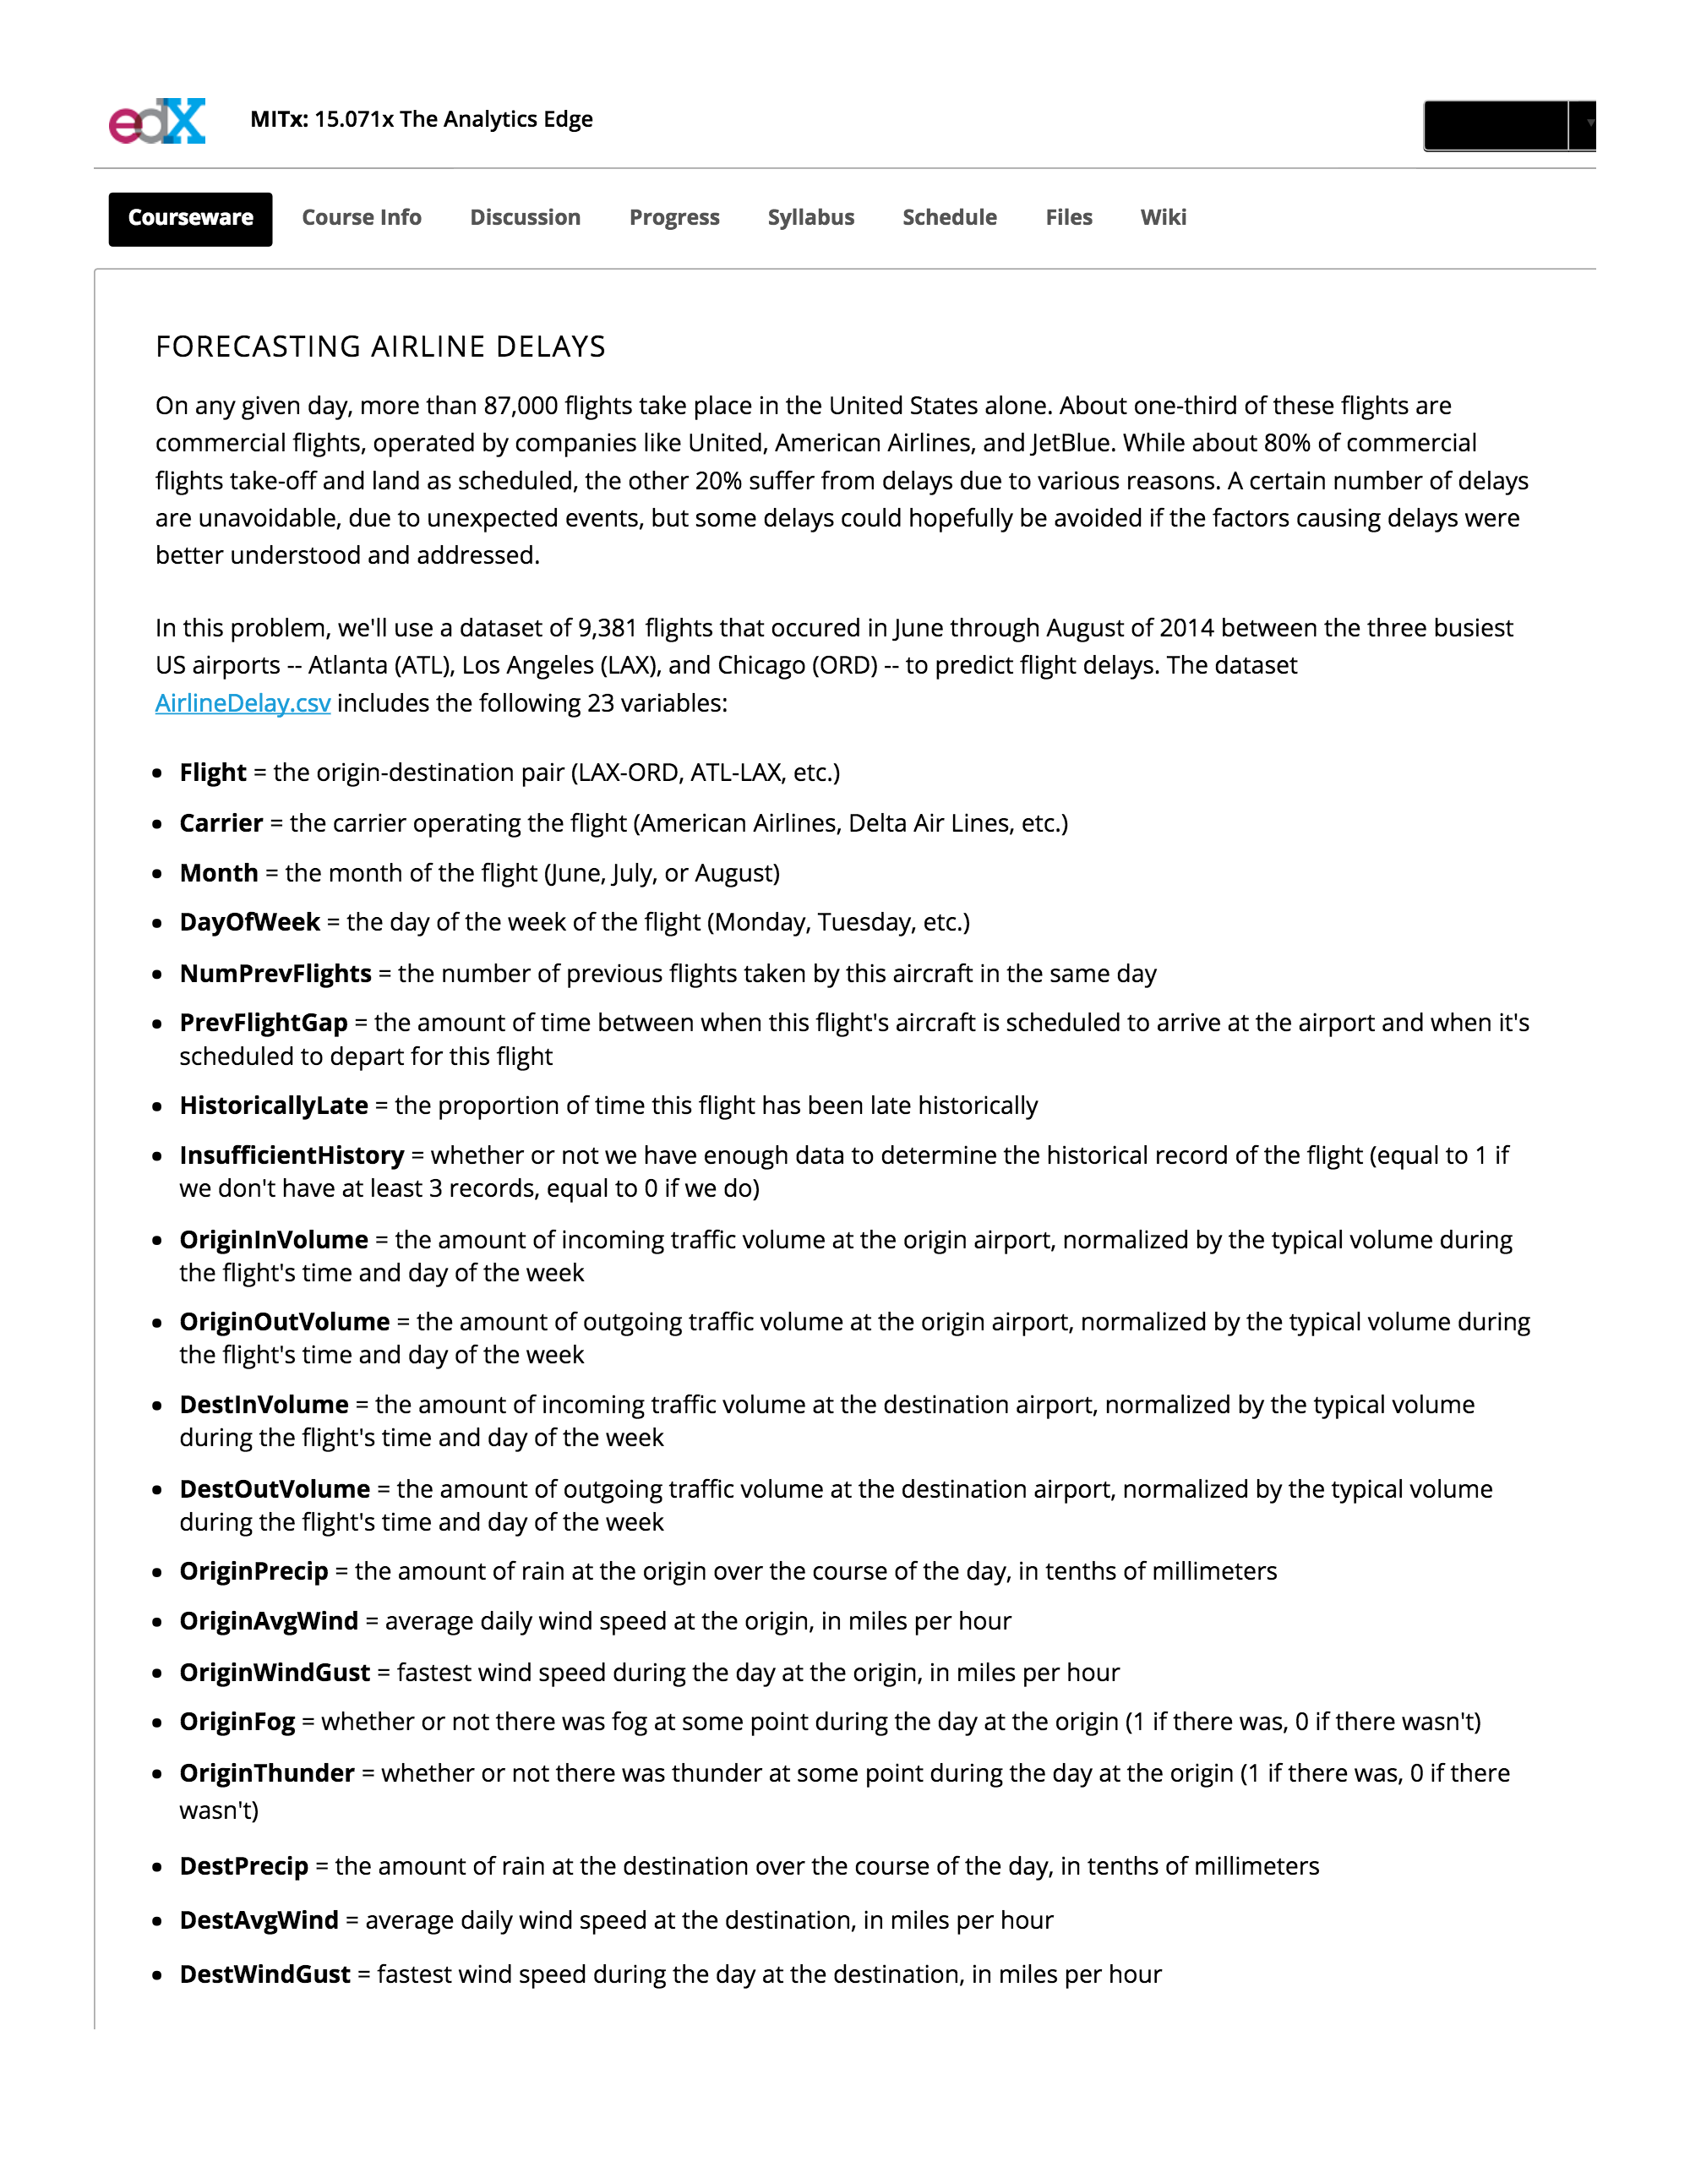 edX
MITx: 15.071x The Analytics Edge
Courseware Course Info Discussion Progress Syllabus Schedule Files Wiki
FORECASTING AIRLINE DELAYS
On any given day, more than 87,000 flights take place in the United States alone. About one-third of these flights are
commercial flights, operated by companies like United, American Airlines, and JetBlue. While about 80% of commercial
flights take-off and land as scheduled, the other 20% suffer from delays due to various reasons. A certain number of delays
are unavoidable, due to unexpected events, but some delays could hopefully be avoided if the factors causing delays were
better understood and addressed.
In this problem, we'll use a dataset of 9,381 flights that occured in June through August of 2014 between the three busiest
US airports -- Atlanta (ATL), Los Angeles (LAX), and Chicago (ORD) -- to predict flight delays. The dataset
AirlineDelay.csv includes the following 23 variables:
• Flight = the origin-destination pair (LAX-ORD, ATL-LAX, etc.)
• Carrier = the carrier operating the flight (American Airlines, Delta Air Lines, etc.)
• Month = the month of the flight (June, July, or August)
• DayOfWeek = the day of the week of the flight (Monday, Tuesday, etc.)
• NumPrevFlights = the number of previous flights taken by this aircraft in the same day
• PrevFlightGap = the amount of time between when this flight's aircraft is scheduled to arrive at the airport and when it's
scheduled to depart for this flight
• HistoricallyLate = the proportion of time this flight has been late historically
• InsufficientHistory = whether or not we have enough data to determine the historical record of the flight (equal to 1 if
we don't have at least 3 records, equal to 0 if we do)
• OriginInVolume = the amount of incoming traffic volume at the origin airport, normalized by the typical volume during
the flight's time and day of the week
• OriginOutVolume = the amount of outgoing traffic volume at the origin airport, normalized by the typical volume during
the flight's time and day of the week
• DestInVolume = the amount of incoming traffic volume at the destination airport, normalized by the typical volume
during the flight's time and day of the week
• DestOutVolume = the amount of outgoing traffic volume at the destination airport, normalized by the typical volume
during the flight's time and day of the week
• OriginPrecip = the amount of rain at the origin over the course of the day, in tenths of millimeters
• OriginAvgWind = average daily wind speed at the origin, in miles per hour
• OriginWindGust = fastest wind speed during the day at the origin, in miles per hour
• OriginFog = whether or not there was fog at some point during the day at the origin (1 if there was, 0 if there wasn't)
• OriginThunder = whether or not there was thunder at some point during the day at the origin (1 if there was, 0 if there
wasn't)
• DestPrecip = the amount of rain at the destination over the course of the day, in tenths of millimeters
• DestAvgWind = average daily wind speed at the destination, in miles per hour
• DestWindGust = fastest wind speed during the day at the destination, in miles per hour